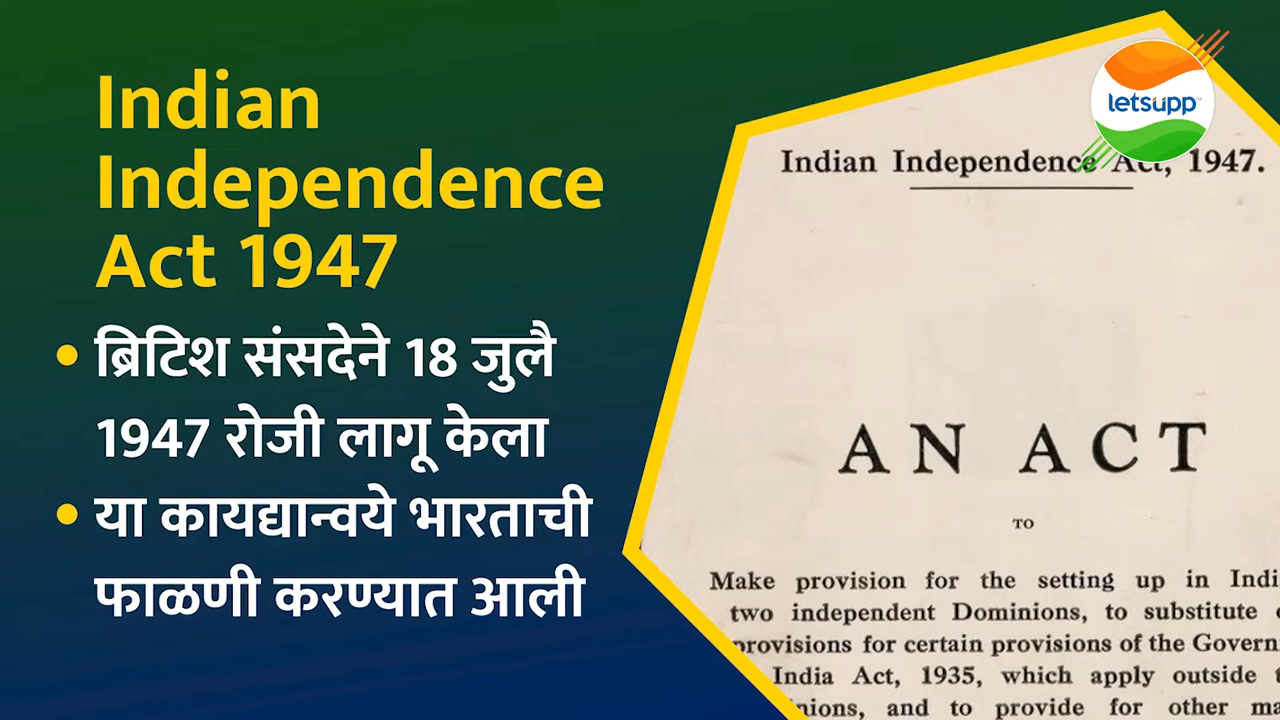 Indian
Independence
Act 1947
• ब्रिटिश संसदेने 18 जुलै
1947 रोजी लागू केला
• या कायद्यान्वये भारताची
फाळणी करण्यात आली
letsupp
Indian Independence Act, 1947.
AN ACT
TO
Make provision for the setting up in
two independent Dominions, to substitute
provisions for certain provisions of the
India Act, 1935, which apply outside
and to provide for other